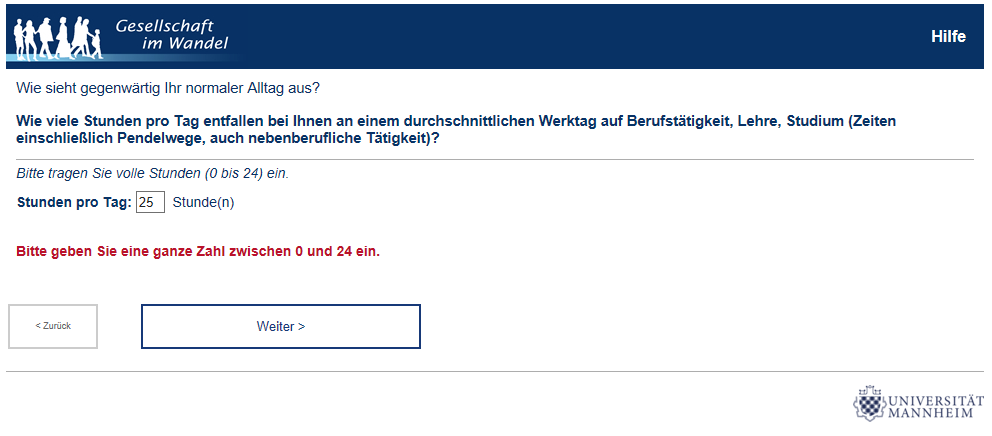 Gesellschaft
im Wandel
Hilfe
Wie sieht gegenwärtig Ihr normaler Alltag aus?
Wie viele Stunden pro Tag entfallen bei Ihnen an einem durchschnittlichen Werktag auf Berufstätigkeit, Lehre, Studium (Zeiten
einschließlich Pendelwege, auch nebenberufliche Tätigkeit)?
Bitte tragen Sie volle Stunden (0 bis 24) ein.
Stunden pro Tag: 25 Stunde(n)
Bitte geben Sie eine ganze Zahl zwischen 0 und 24 ein.
< Zurück
Weiter >
UNIVERSITÄT
MANNHEIM